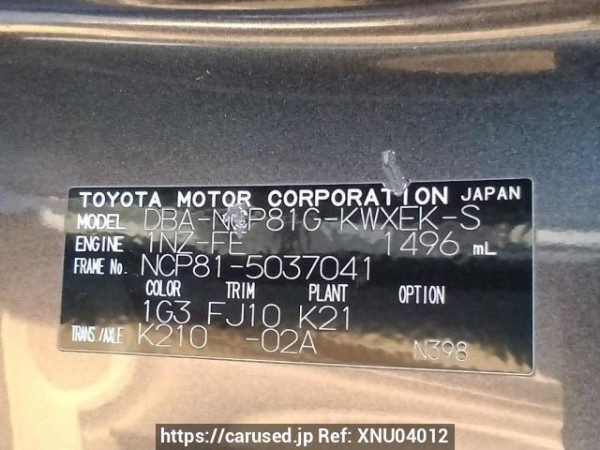 TOYOTA MOTOR CORPORATION JAPAN
MODEL DBA-NCP81G-KWXEK-S
ENGINE 1NZ-FE 1496 mL
FRAME No. NCP81-5037041
COLOR TRIM PLANT OPTION
1G3 FJ10 K21
TRANS./AXLE K210 -02A N398
https://carused.jp Ref: XNU04012